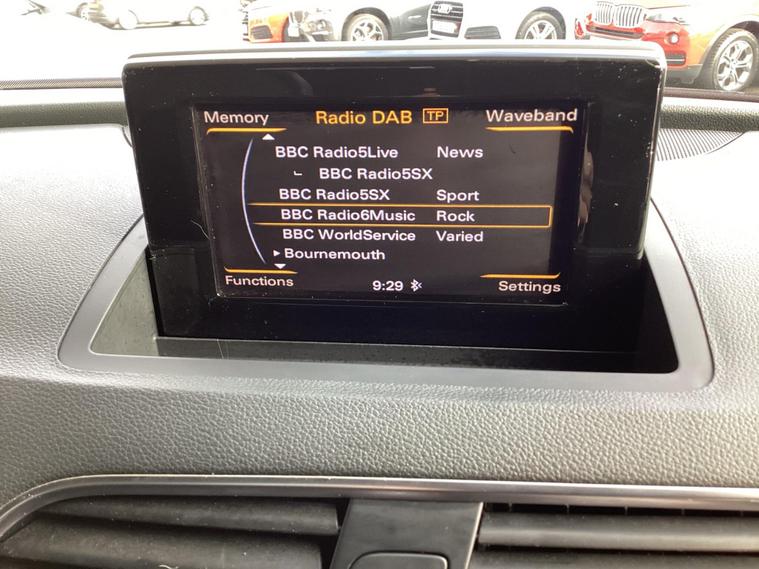 Memory Radio DAB TP Waveband
BBC Radio5Live News
BBC Radio5SX
BBC Radio5SX Sport
BBC Radio6Music Rock
BBC WorldService Varied
Bournemouth
Functions 9:29 Settings